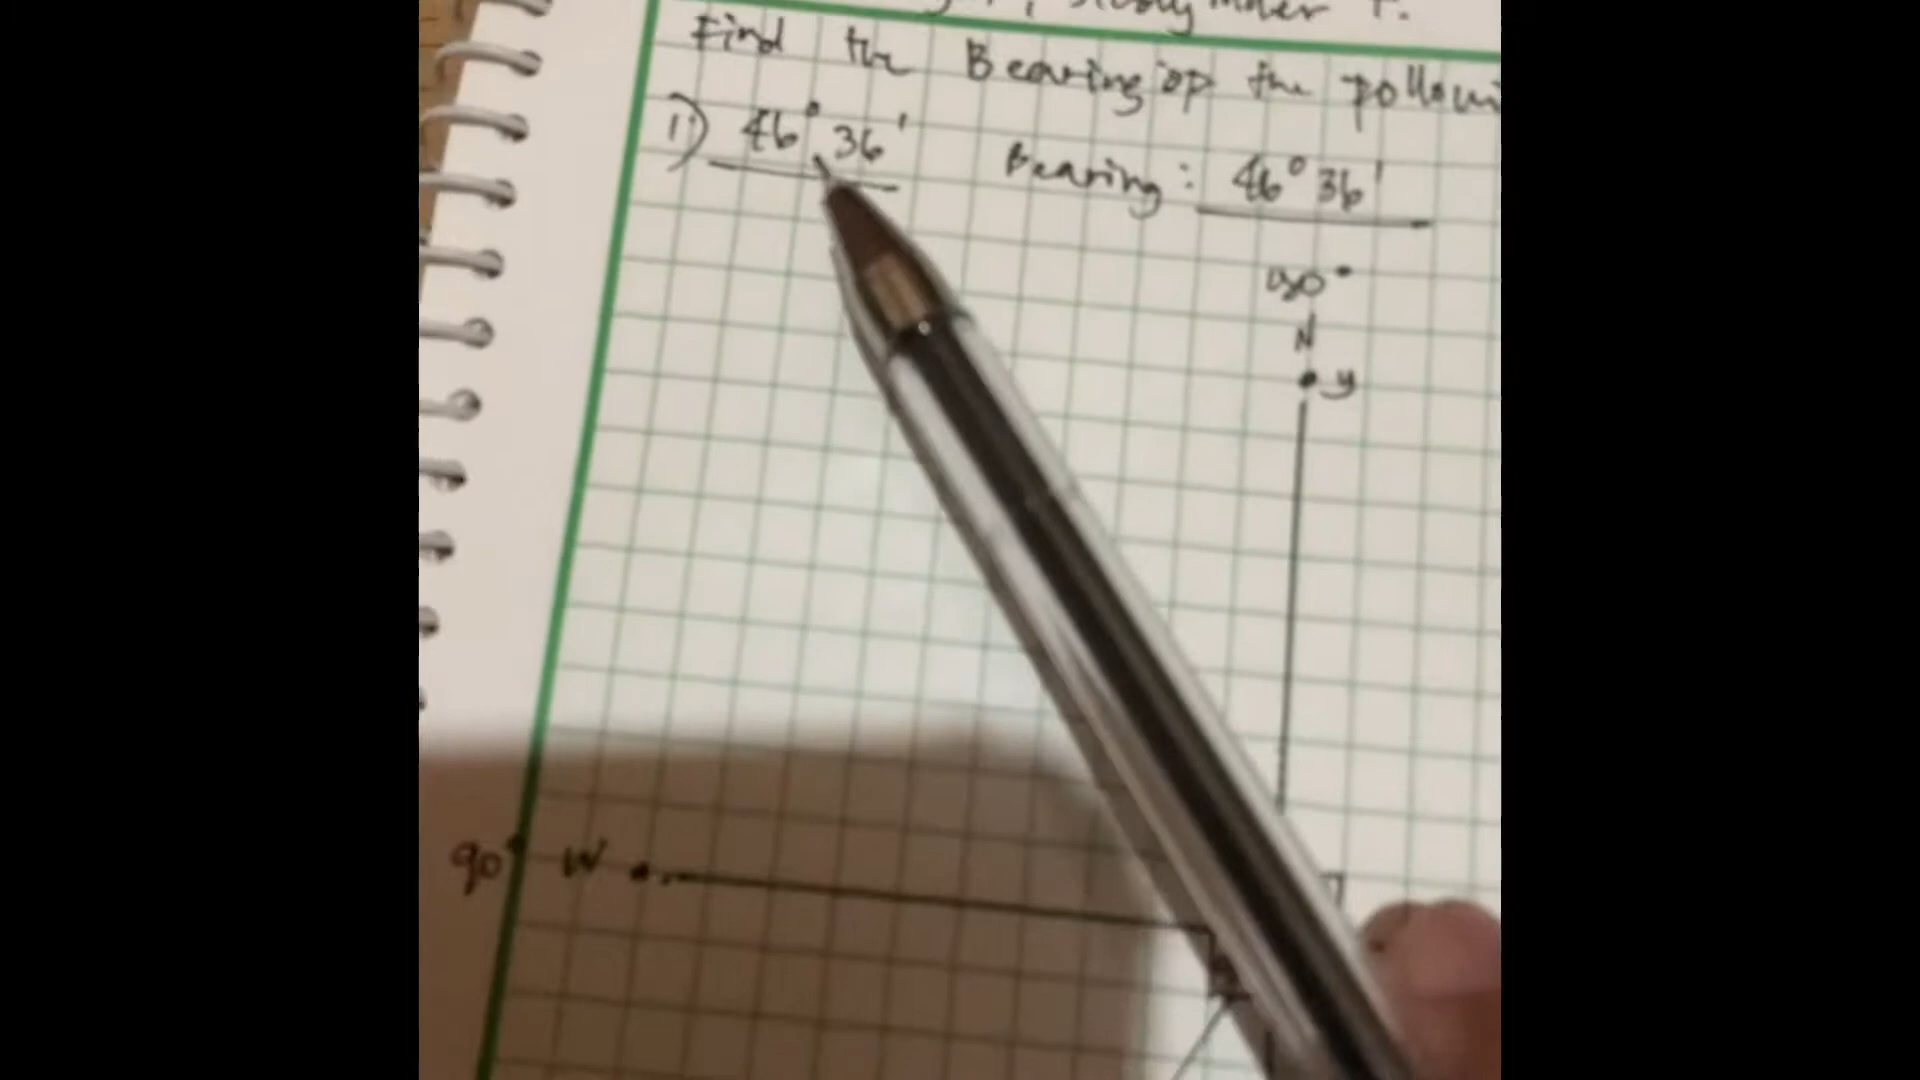 Find the Bearing of the
1.) 46° 36' Bearing: 46° 36'
N
y
90° W